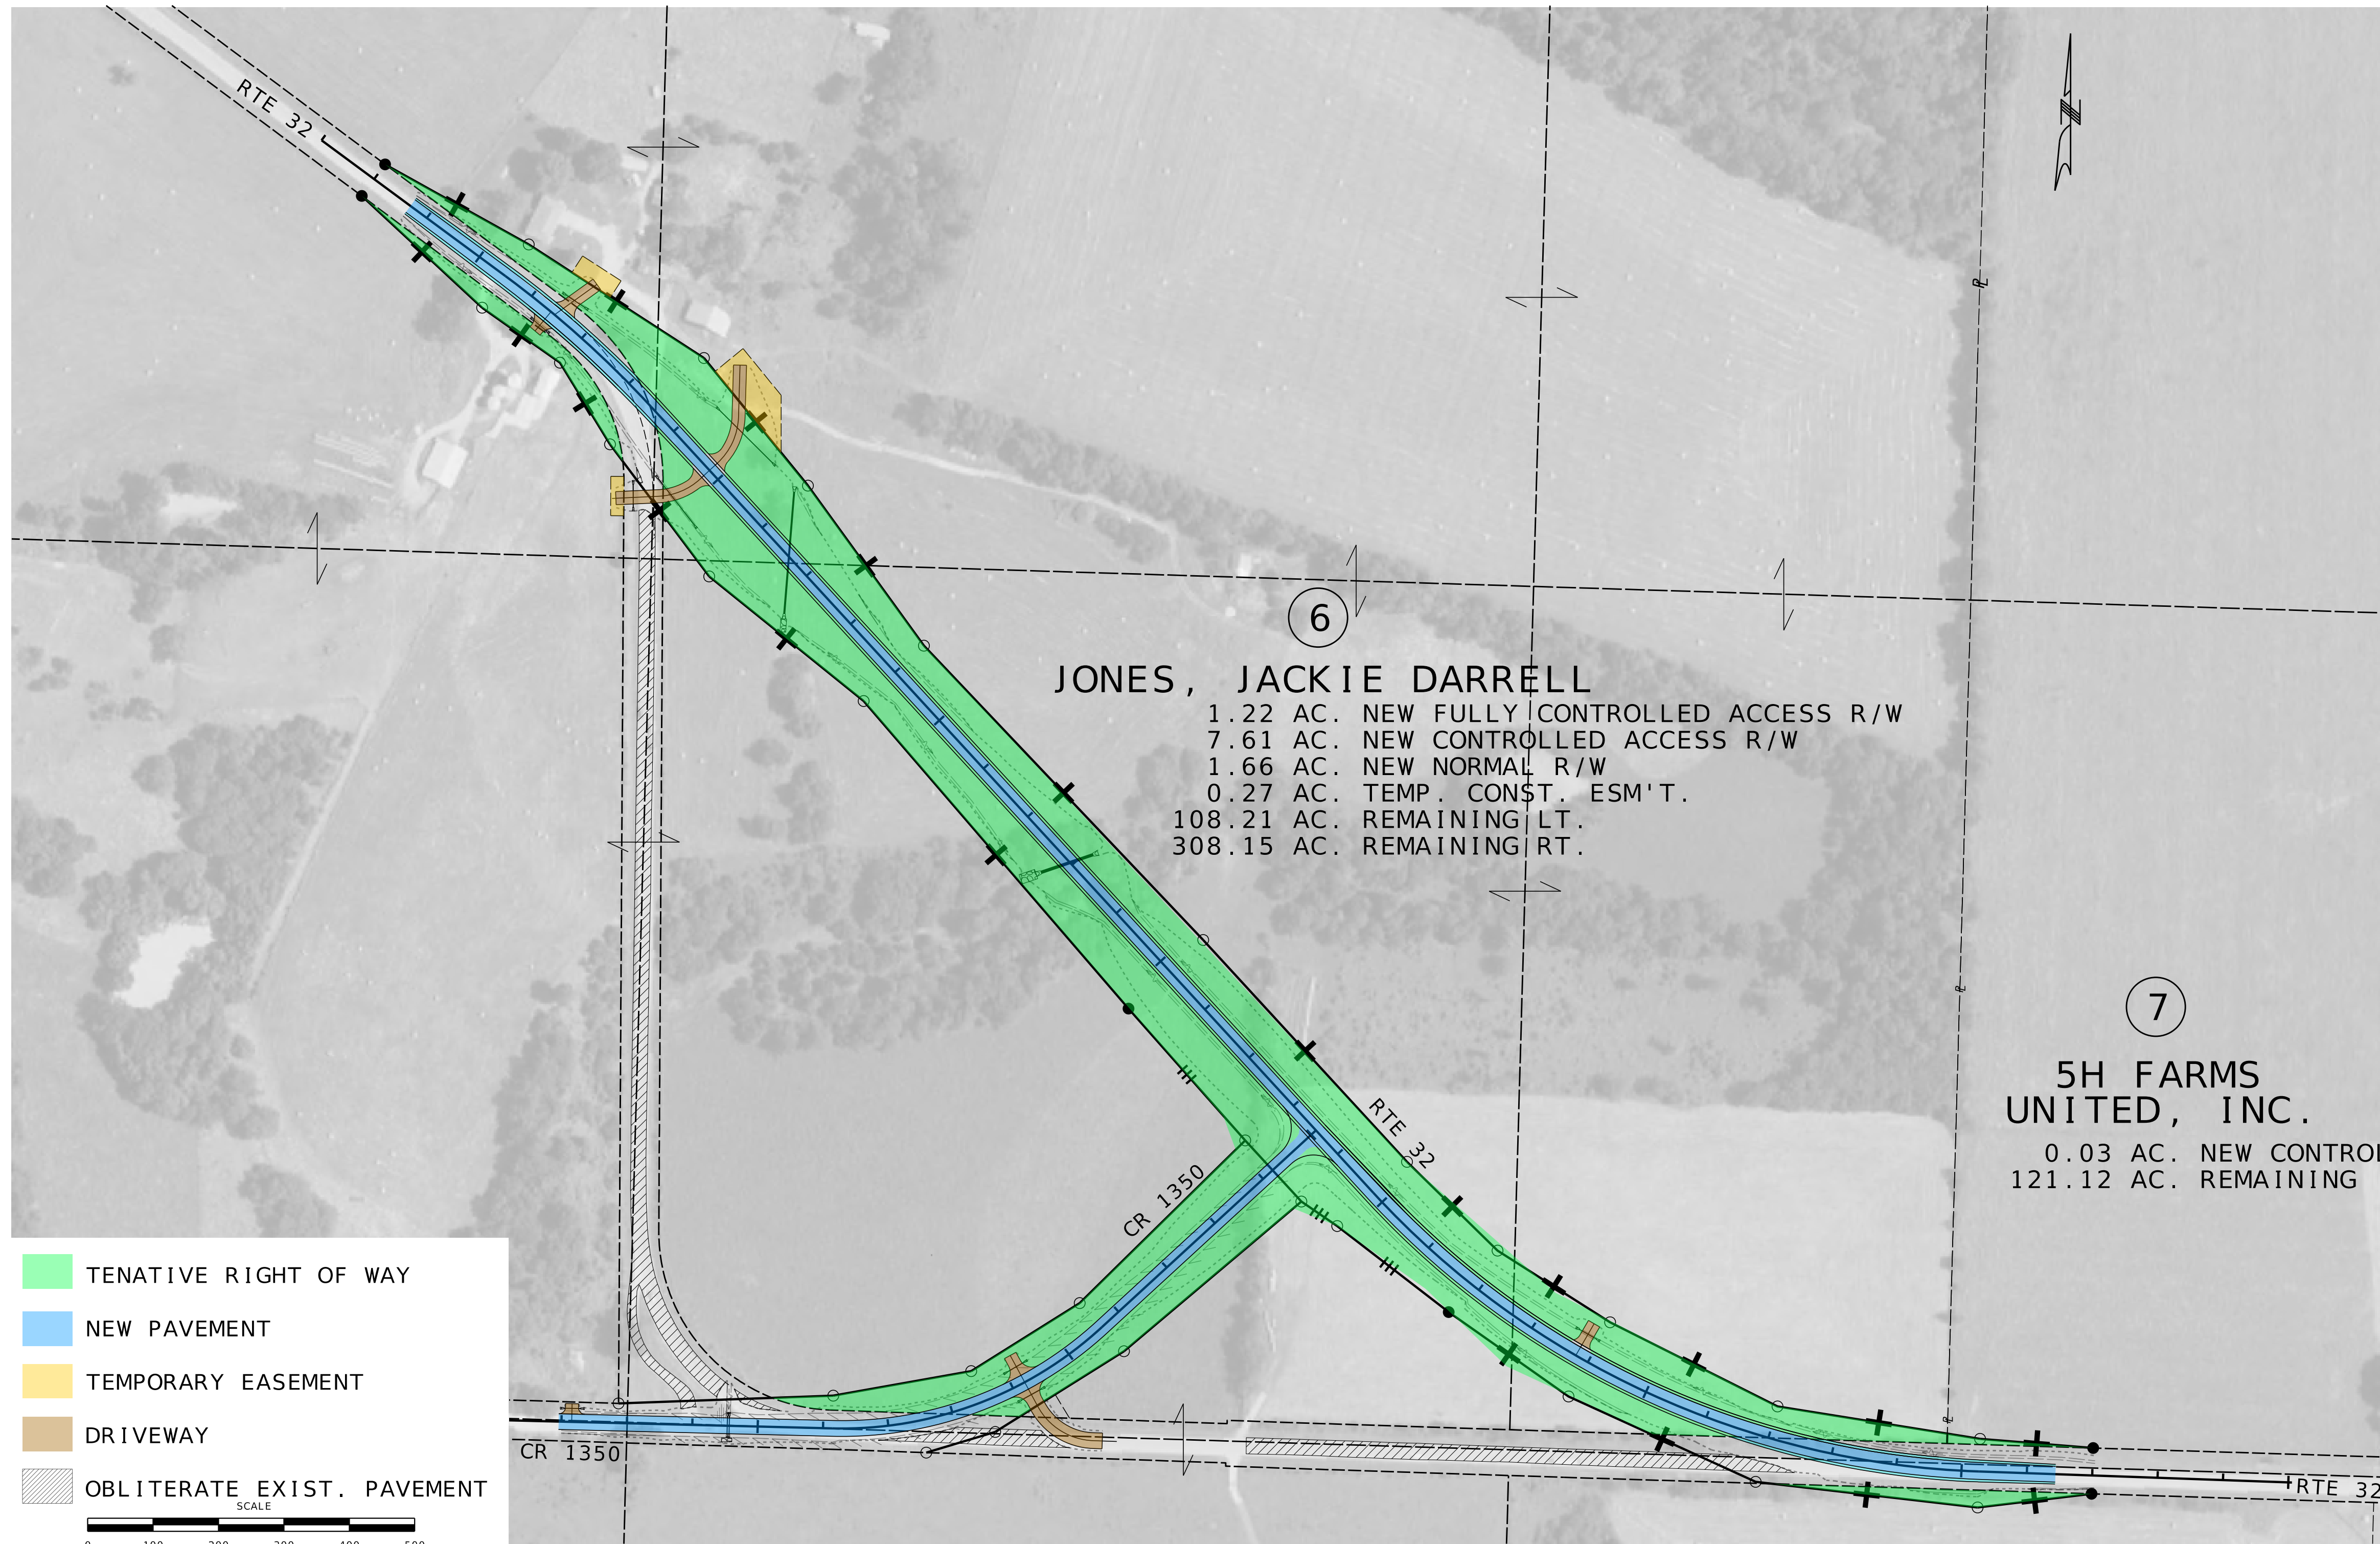 RTE 32
6
JONES, JACKIE DARRELL
1.22 AC. NEW FULLY CONTROLLED ACCESS R/W
7.61 AC. NEW CONTROLLED ACCESS R/W
1.66 AC. NEW NORMAL R/W
0.27 AC. TEMP. CONST. ESM'T.
108.21 AC. REMAINING LT.
308.15 AC. REMAINING RT.
7
5H FARMS
UNITED, INC.
0.03 AC. NEW CONTROL
121.12 AC. REMAINING
RTE 32
CR 1350
TENATIVE RIGHT OF WAY
NEW PAVEMENT
TEMPORARY EASEMENT
DRIVEWAY
OBLITERATE EXIST. PAVEMENT
SCALE
CR 1350
RTE 32